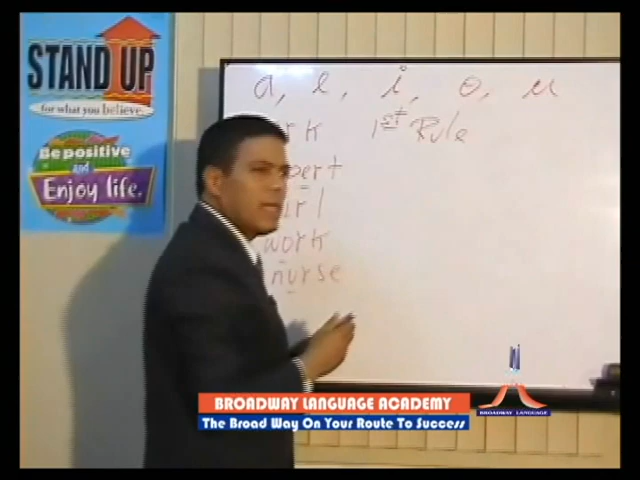 STAND UP
for what you believe.
Be positive
and
Enjoy life.
a, e, i, o, u
1st Rule
work
nurse
BROADWAY LANGUAGE ACADEMY
The Broad Way On Your Route To Success
BROADWAY LANGUAGE